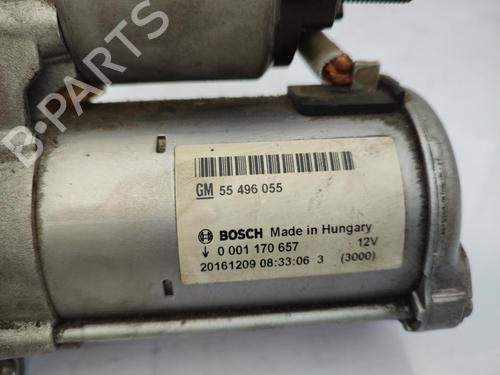 B-PARTS
GM 55 496 055
BOSCH Made in Hungary
0 001 170 657 12V
20161209 08:33:06 3 (3000)